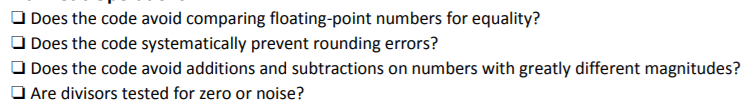 ❑ Does the code avoid comparing floating-point numbers for equality?
❑ Does the code systematically prevent rounding errors?
❑ Does the code avoid additions and subtractions on numbers with greatly different magnitudes?
❑ Are divisors tested for zero or noise?